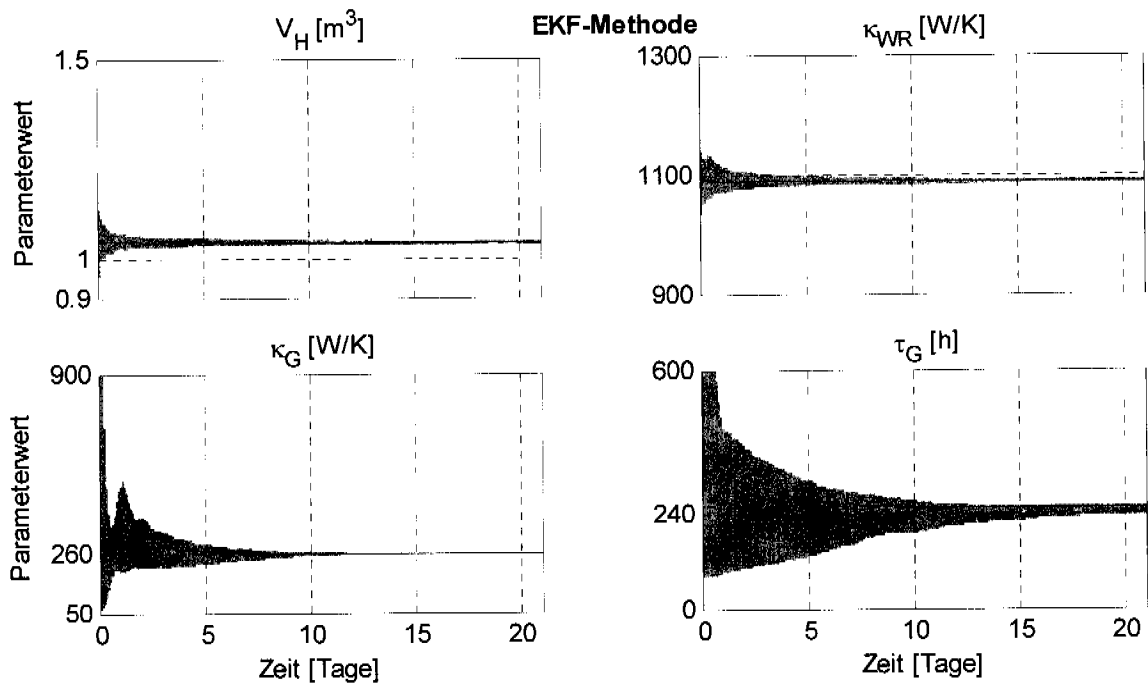 EKF-Methode
V_H [m³]
κ_WR [W/K]
1.5
1
0.9
Parameterwert
1300
1100
900
κ_G [W/K]
τ_G [h]
900
260
50
Parameterwert
0 5 10 15 20
Zeit [Tage]
600
240
0
0 5 10 15 20
Zeit [Tage]